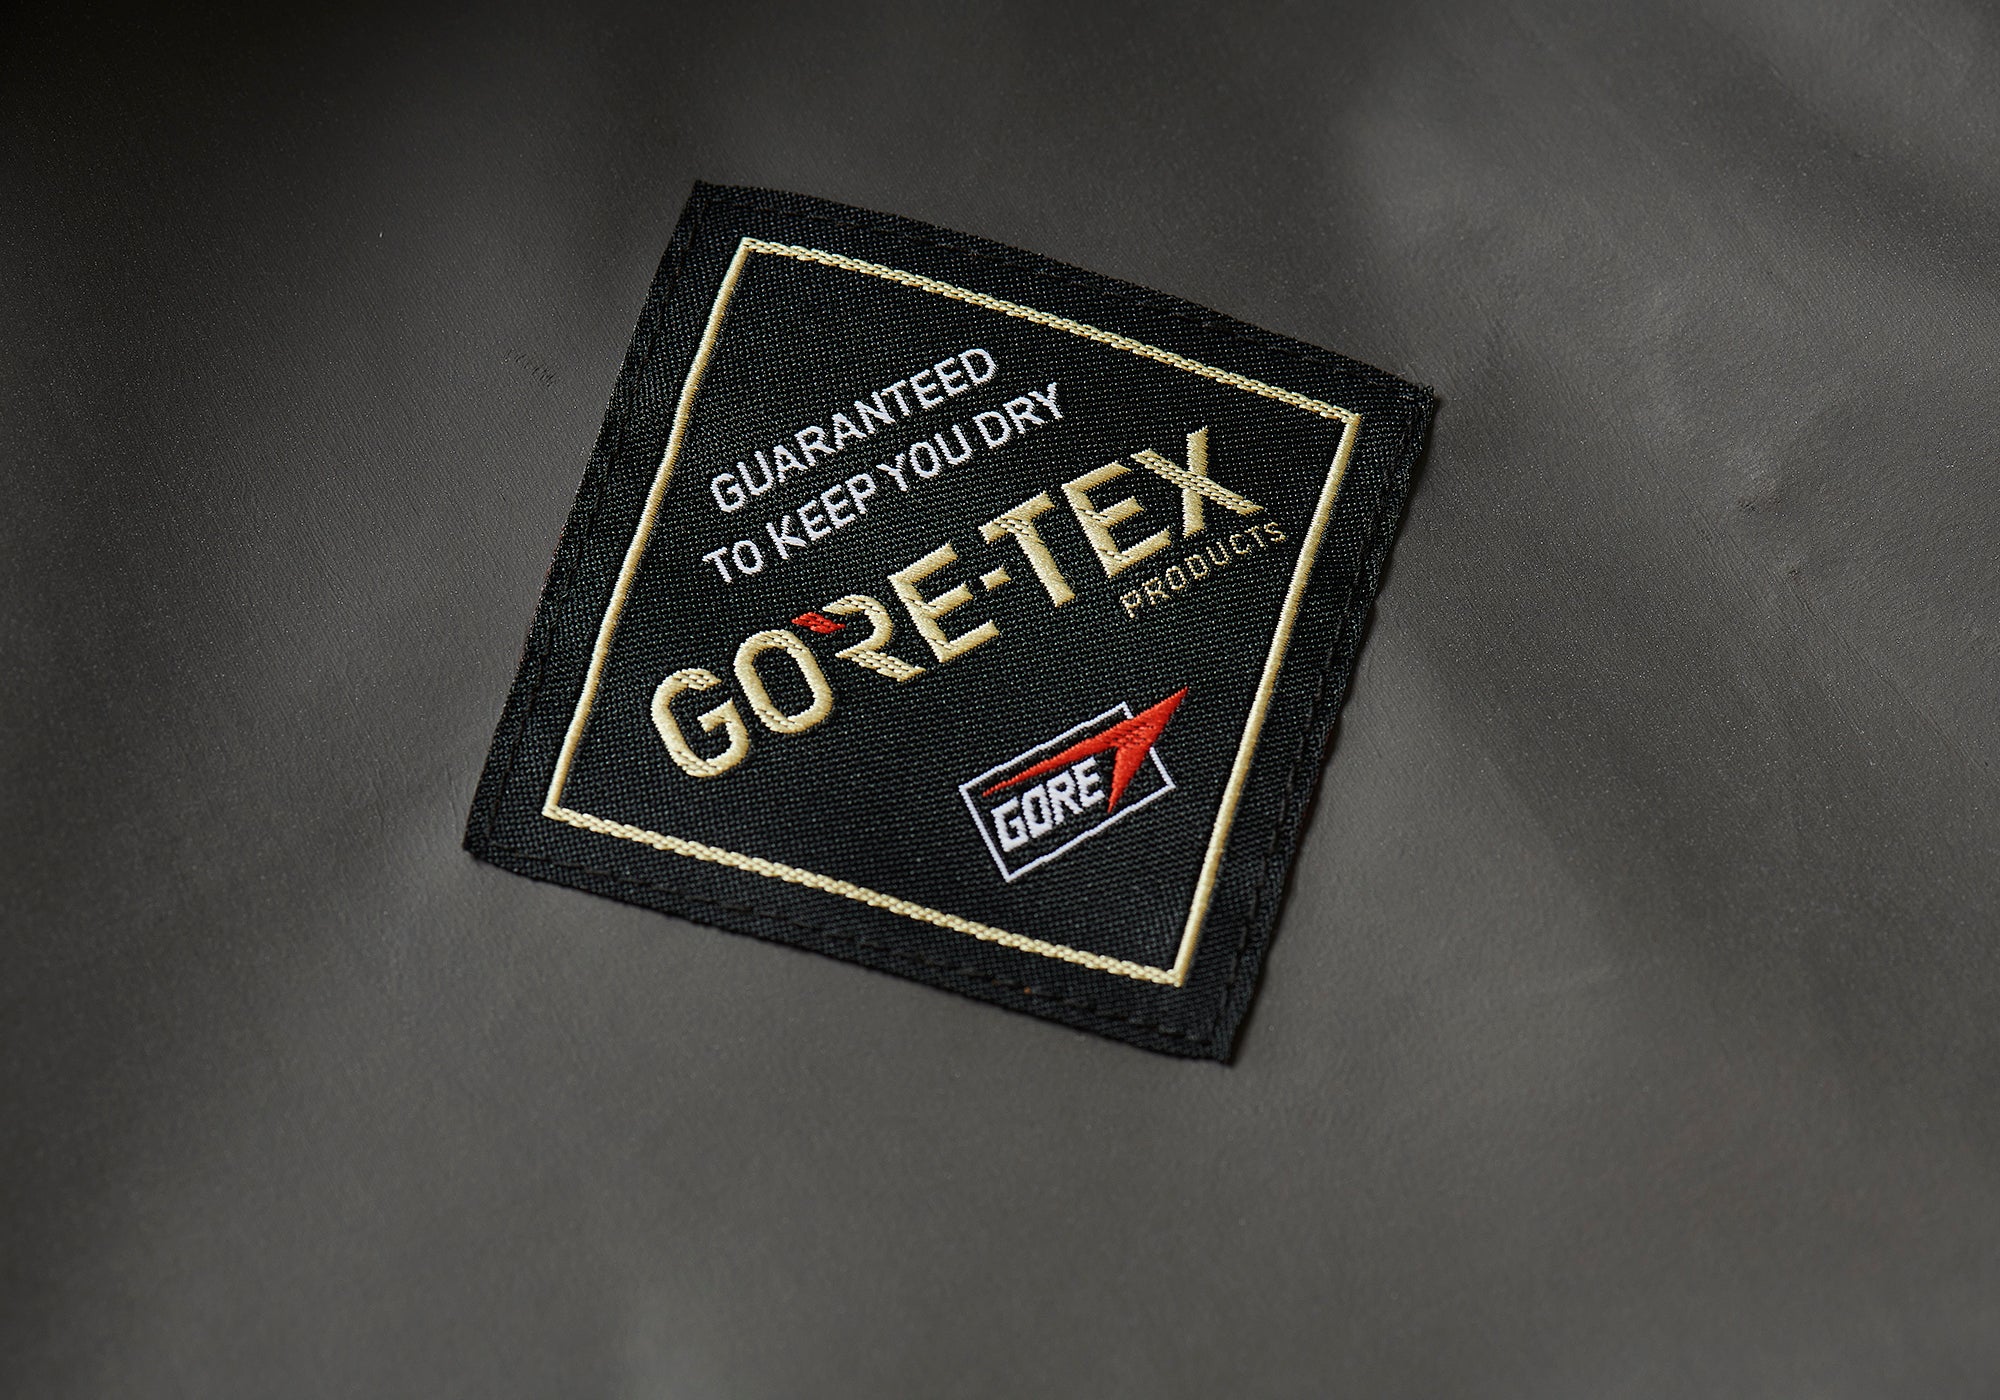 GUARANTEED
TO KEEP YOU DRY
GORE-TEX
PRODUCTS
GORE